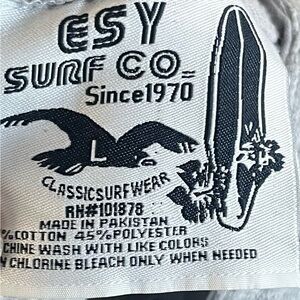 ESY
SURF CO.
Since1970
L
CLASSICSURFWEAR
RN#101878
MADE IN PAKISTAN
%COTTON 45%POLYESTER
CHINE WASH WITH LIKE COLORS
N CHLORINE BLEACH ONLY WHEN NEEDED